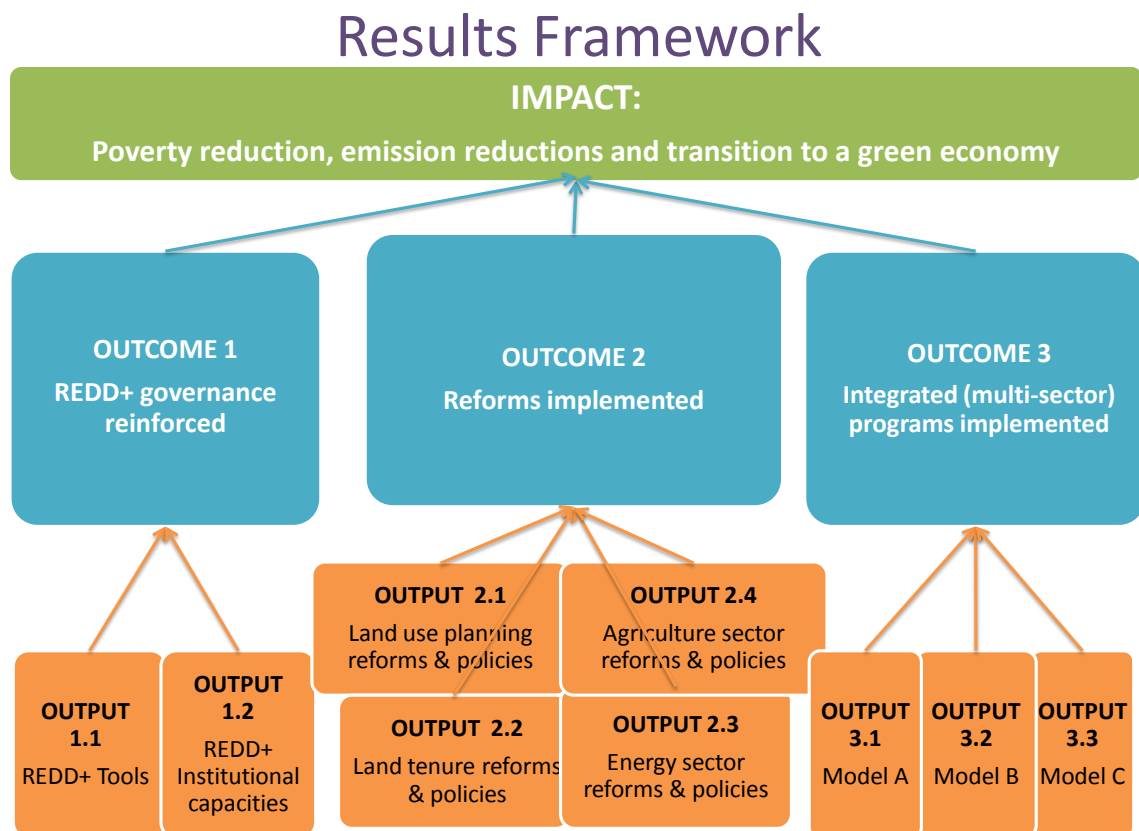 Results Framework
IMPACT:
Poverty reduction, emission reductions and transition to a green economy
OUTCOME 1
REDD+ governance
reinforced
OUTCOME 2
Reforms implemented
OUTCOME 3
Integrated (multi-sector)
programs implemented
OUTPUT 2.1
Land use planning
reforms & policies
OUTPUT 2.4
Agriculture sector
reforms & policies
OUTPUT
1.1
REDD+ Tools
OUTPUT
1.2
REDD+
Institutional
capacities
OUTPUT 2.2
Land tenure reforms
& policies
OUTPUT 2.3
Energy sector
reforms & policies
OUTPUT
3.1
Model A
OUTPUT
3.2
Model B
OUTPUT
3.3
Model C